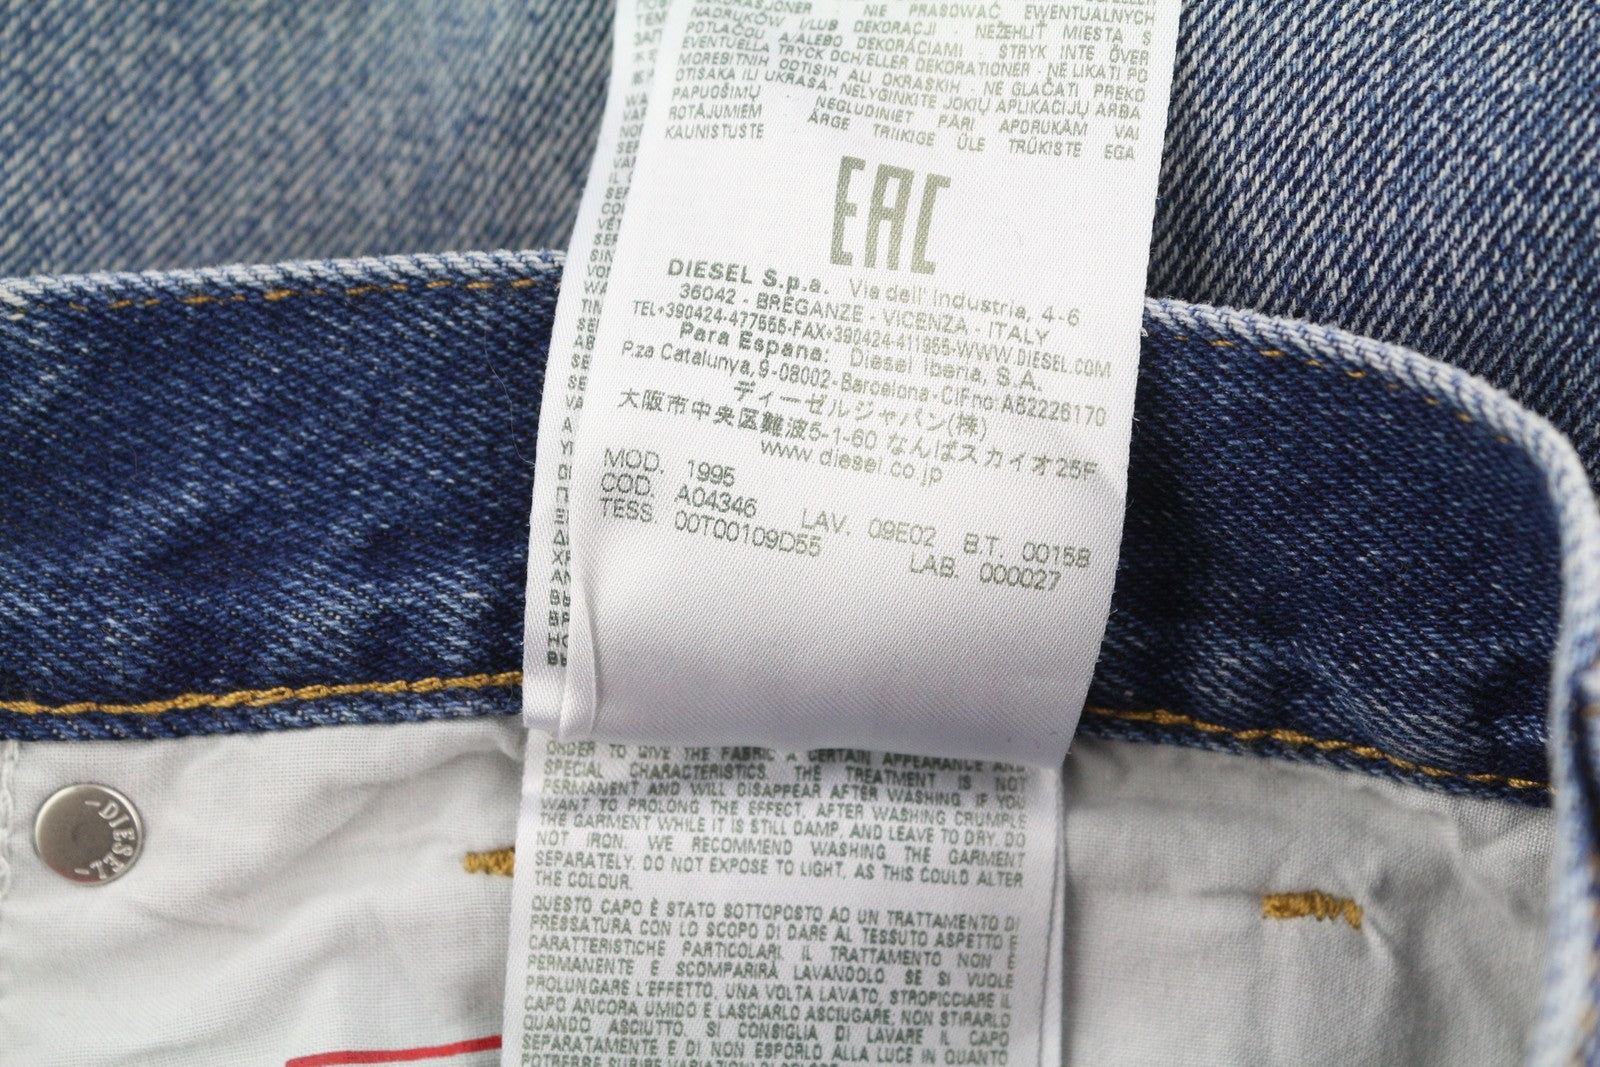 DEKORASJONER · NIE PRASOWAĆ EWENTUALNYCH
NADRUKÓW I/LUB DEKORACJI · NEŽEHLIT MIESTA S
POTLAČOU A/ALEBO DEKORÁCIAMI · STRYK INTE ÖVER
EVENTUELLA TRYCK OCH/ELLER DEKORATIONER · NE LIKATI PO
MOREBITNIH ODTISIH ALI OKRASKIH · NE GLAČATI PREKO
OTISAKA ILI UKRASA · NELYGINKITE JOKIŲ APLIKACIJŲ ARBA
PAPUOŠIMŲ NEGLUDINIET PĀRI APDRUKĀM VAI
ROTĀJUMIEM ÄRGE TRIIKIGE ÜLE TRÜKISTE EGA
KAUNISTUSTE
EAC
DIESEL S.p.a. Via dell' Industria, 4-6
36042 - BREGANZE - VICENZA - ITALY
TEL+390424-477555-FAX+390424-411955-WWW.DIESEL.COM
Para Espana: Diesel Iberia, S.A.
P.za Catalunya,9-08002-Barcelona-CIFno:A62226170
ディーゼルジャパン(株)
大阪市中央区難波5-1-60 なんばスカイオ25F
www.diesel.co.jp
MOD. 1995
COD. A04346 LAV. 09E02 B.T. 00158
TESS. 00T00109D55 LAB. 000027
ORDER TO GIVE THE FABRIC A CERTAIN APPEARANCE AND
SPECIAL CHARACTERISTICS. THE TREATMENT IS NOT
PERMANENT AND WILL DISAPPEAR AFTER WASHING. IF YOU
WANT TO PROLONG THE EFFECT, AFTER WASHING CRUMPLE
THE GARMENT WHILE IT IS STILL DAMP, AND LEAVE TO DRY. DO
NOT IRON. WE RECOMMEND WASHING THE GARMENT
SEPARATELY. DO NOT EXPOSE TO LIGHT, AS THIS COULD ALTER
THE COLOUR.
QUESTO CAPO È STATO SOTTOPOSTO AD UN TRATTAMENTO DI
PRESSATURA CON LO SCOPO DI DARE AL TESSUTO ASPETTO E
CARATTERISTICHE PARTICOLARI. IL TRATTAMENTO NON È
PERMANENTE E SCOMPARIRÀ LAVANDOLO. SE SI VUOLE
PROLUNGARE L'EFFETTO, UNA VOLTA LAVATO, STROPICCIARE IL
CAPO ANCORA UMIDO E LASCIARLO ASCIUGARE; NON STIRARLO
QUANDO ASCIUTTO. SI CONSIGLIA DI LAVARE IL CAPO
SEPARATAMENTE E DI NON ESPORLO ALLA LUCE IN QUANTO
POTREBBE SUBIRE VARIAZIONI DI COLORE.
-DIESEL-